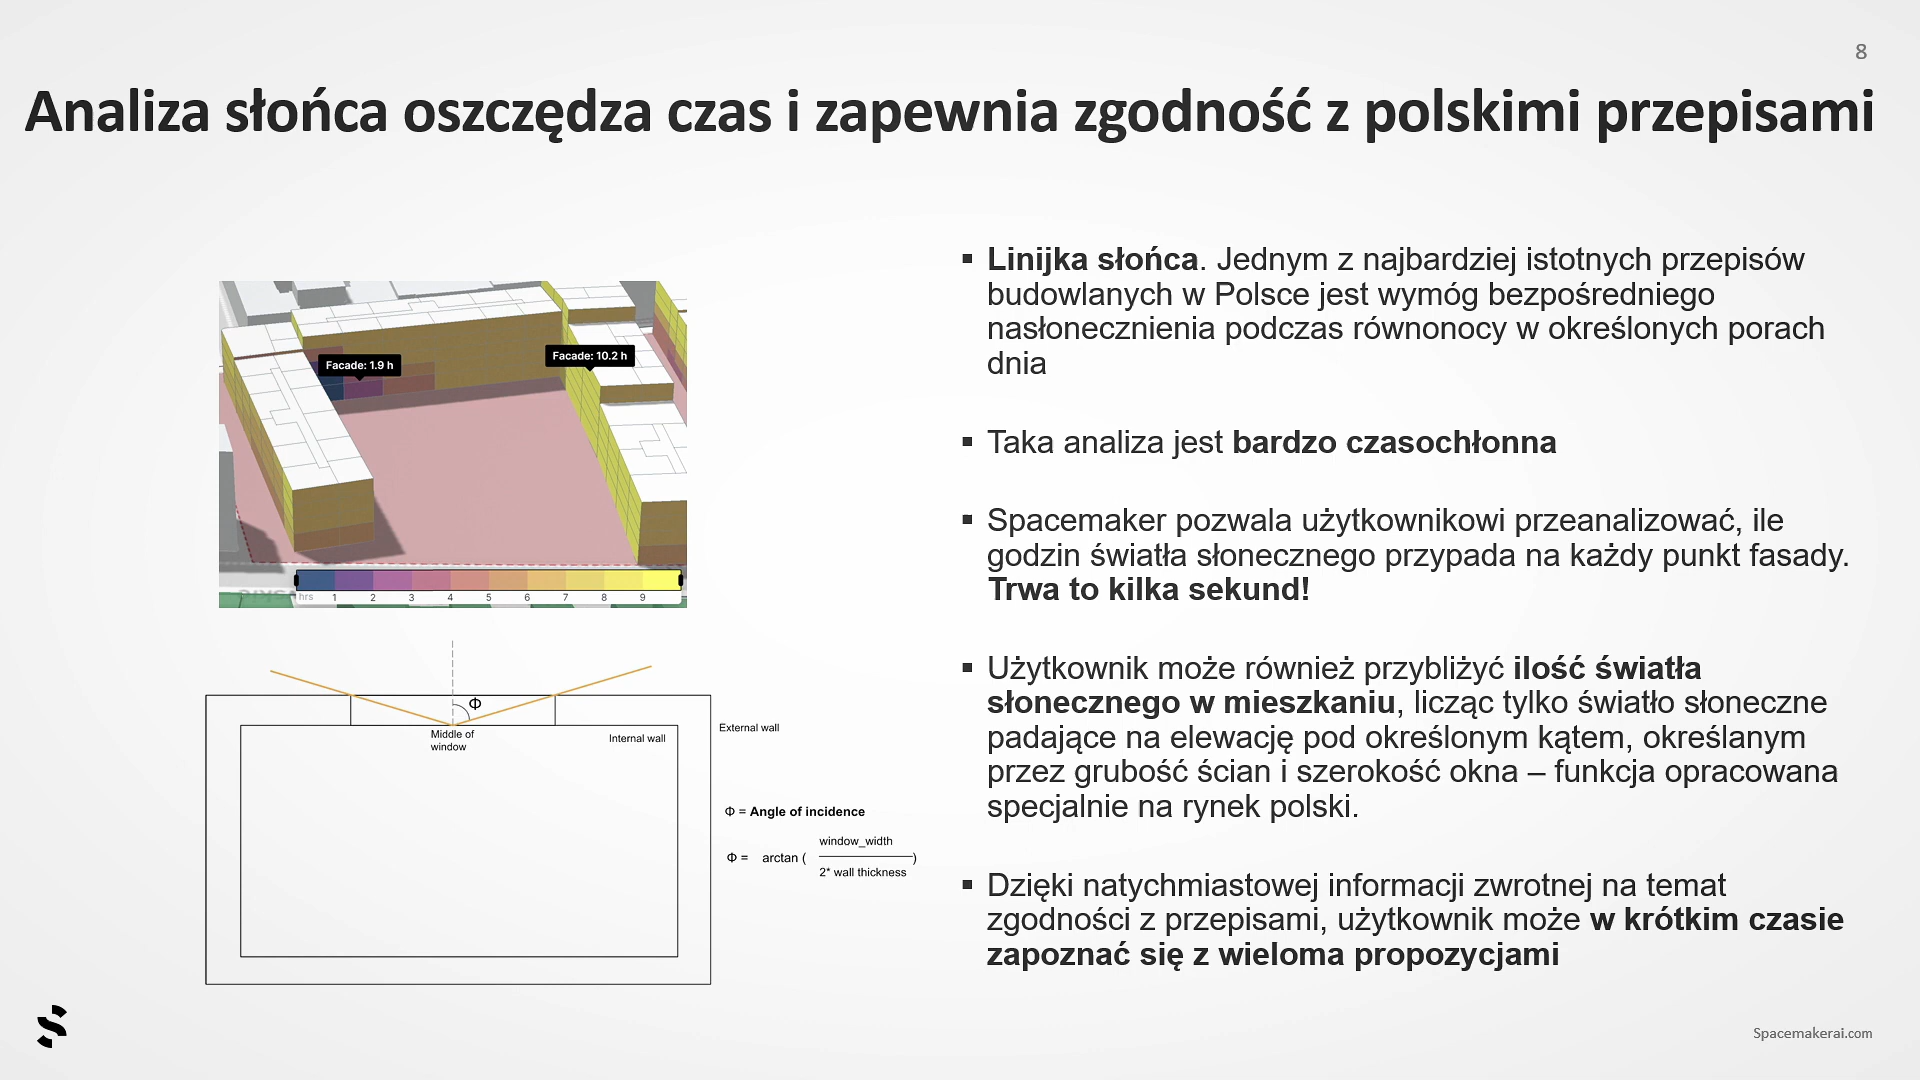 8
Analiza słońca oszczędza czas i zapewnia zgodność z polskimi przepisami
Facade: 1.9 h
Facade: 10.2 h
hrs 1 2 3 4 5 6 7 8 9
Φ
Middle of
window
Internal wall
External wall
Φ = Angle of incidence
Φ = arctan ( window_width
2* wall thickness )
▪ Linijka słońca. Jednym z najbardziej istotnych przepisów
budowlanych w Polsce jest wymóg bezpośredniego
nasłonecznienia podczas równonocy w określonych porach
dnia
▪ Taka analiza jest bardzo czasochłonna
▪ Spacemaker pozwala użytkownikowi przeanalizować, ile
godzin światła słonecznego przypada na każdy punkt fasady.
Trwa to kilka sekund!
▪ Użytkownik może również przybliżyć ilość światła
słonecznego w mieszkaniu, licząc tylko światło słoneczne
padające na elewację pod określonym kątem, określanym
przez grubość ścian i szerokość okna – funkcja opracowana
specjalnie na rynek polski.
▪ Dzięki natychmiastowej informacji zwrotnej na temat
zgodności z przepisami, użytkownik może w krótkim czasie
zapoznać się z wieloma propozycjami
Spacemakerai.com